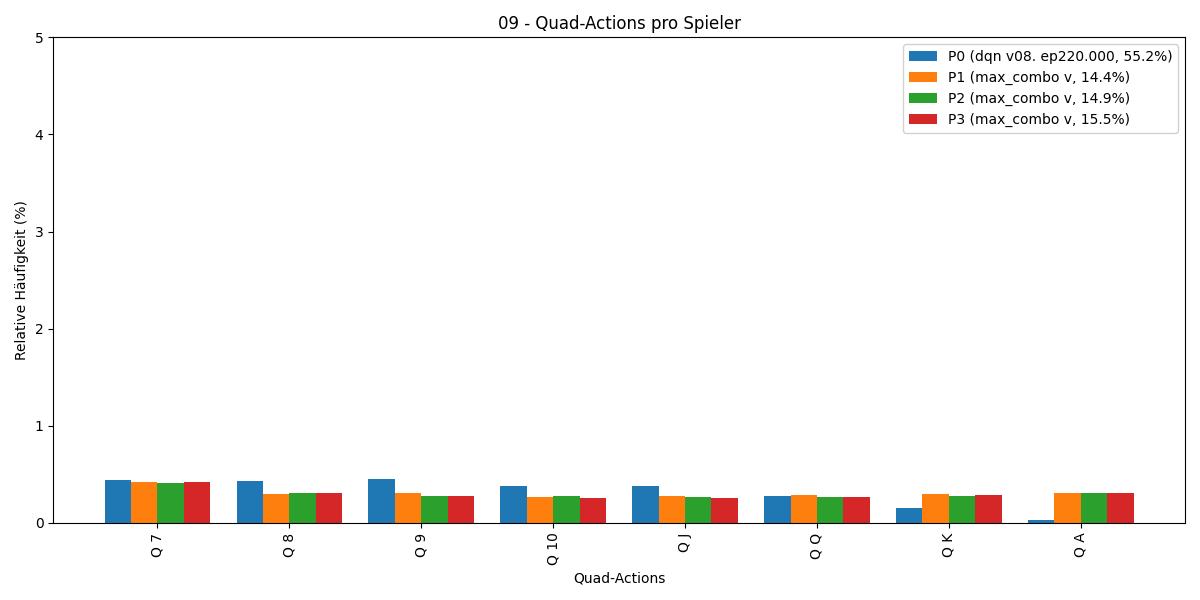 09 - Quad-Actions pro Spieler
5
4
3
2
1
0
Relative Häufigkeit (%)
P0 (dqn v08. ep220.000, 55.2%)
P1 (max_combo v, 14.4%)
P2 (max_combo v, 14.9%)
P3 (max_combo v, 15.5%)
Q 7
Q 8
Q 9
Q 10
Q J
Q Q
Q K
Q A
Quad-Actions